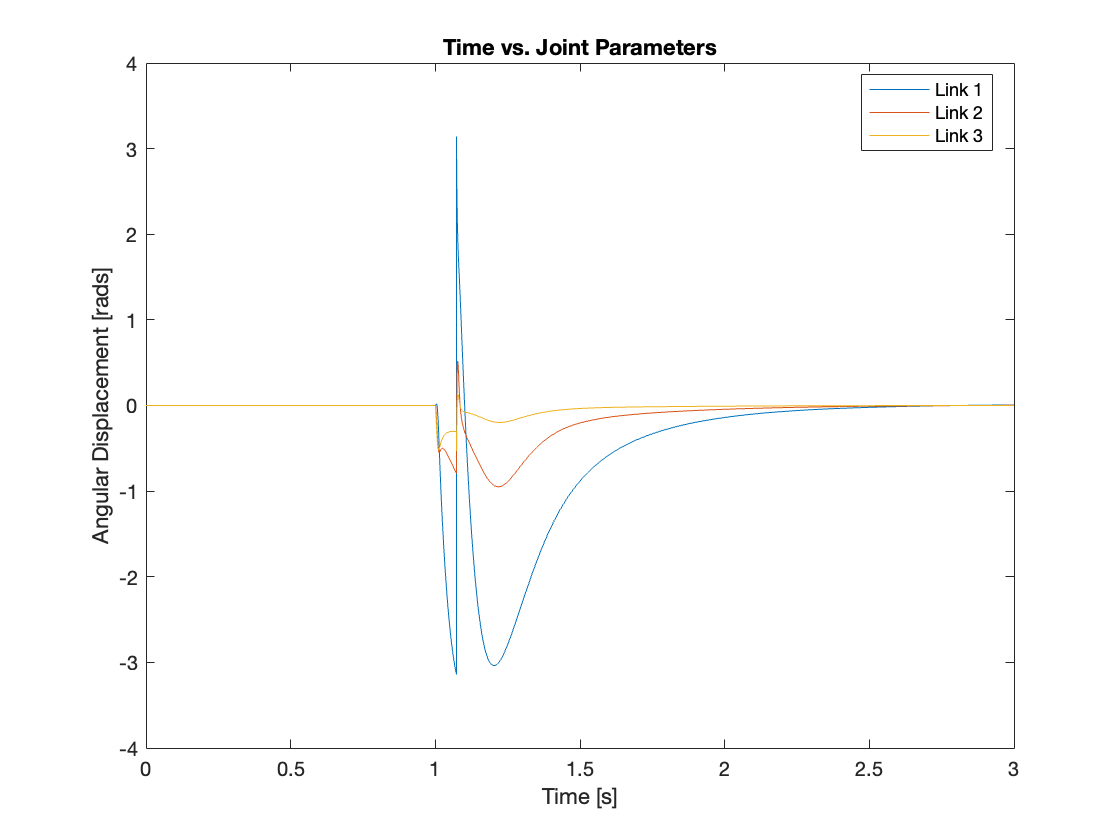 Time vs. Joint Parameters
Link 1
Link 2
Link 3
Angular Displacement [rads]
4
3
2
1
0
-1
-2
-3
-4
0 0.5 1 1.5 2 2.5 3
Time [s]